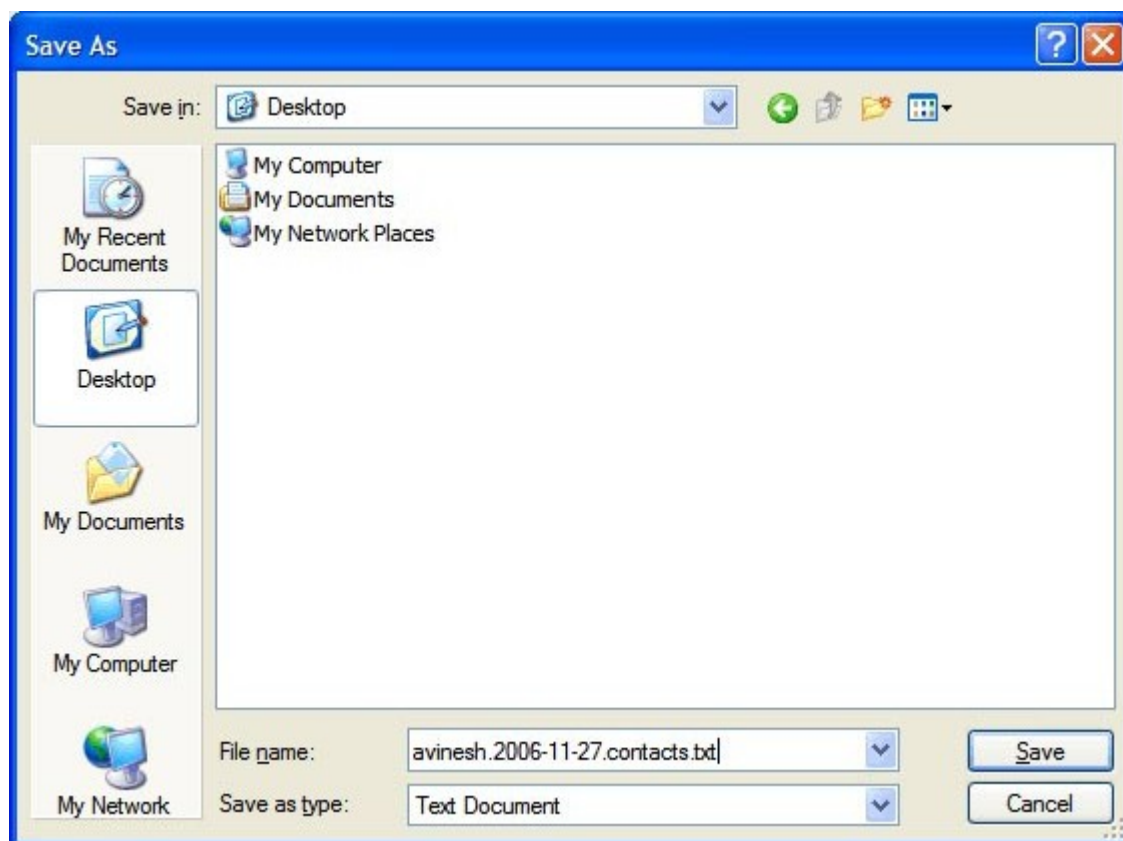 Save As
Save in:
Desktop
My Recent
Documents
Desktop
My Documents
My Computer
My Network
My Computer
My Documents
My Network Places
File name:
avinesh.2006-11-27.contacts.txt
Save
Save as type:
Text Document
Cancel